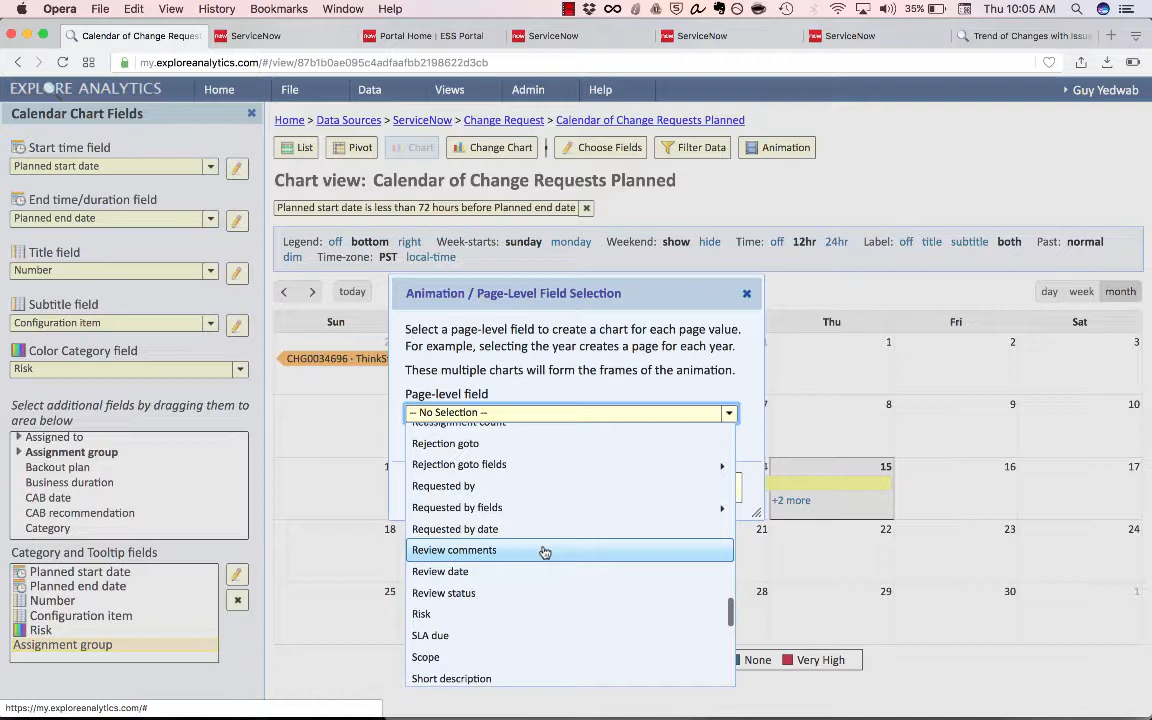 Opera File Edit View History Bookmarks Window Help 35% Thu 10:05 AM
Calendar of Change Request ServiceNow Portal Home | ESS Portal ServiceNow ServiceNow ServiceNow Trend of Changes with Issue
my.exploreanalytics.com/#/view/87b1b0ae095c4adfaafbb2198622d3cb
EXPLORE ANALYTICS Home File Data Views Admin Help Guy Yedwab
Calendar Chart Fields
Home > Data Sources > ServiceNow > Change Request > Calendar of Change Requests Planned
Start time field
Planned start date
List Pivot Chart Change Chart Choose Fields Filter Data Animation
Chart view: Calendar of Change Requests Planned
End time/duration field
Planned end date
Planned start date is less than 72 hours before Planned end date
Title field
Number
Legend: off bottom right Week-starts: sunday monday Weekend: show hide Time: off 12hr 24hr Label: off title subtitle both Past: normal
dim Time-zone: PST local-time
Subtitle field
Configuration item
today
day week month
Color Category field
Risk
Sun Thu Fri Sat
1 2 3
CHG0034696 · ThinkSt
7 8 9 10
15 16 17
+2 more
18 21 22 23 24
25 28 29 30 1
None Very High
Select additional fields by dragging them to
area below
Assigned to
Assignment group
Backout plan
Business duration
CAB date
CAB recommendation
Category
Category and Tooltip fields
Planned start date
Planned end date
Number
Configuration item
Risk
Assignment group
Animation / Page-Level Field Selection
Select a page-level field to create a chart for each page value.
For example, selecting the year creates a page for each year.
These multiple charts will form the frames of the animation.
Page-level field
-- No Selection --
Reassignment count
Rejection goto
Rejection goto fields
Requested by
Requested by fields
Requested by date
Review comments
Review date
Review status
Risk
SLA due
Scope
Short description
https://my.exploreanalytics.com/#